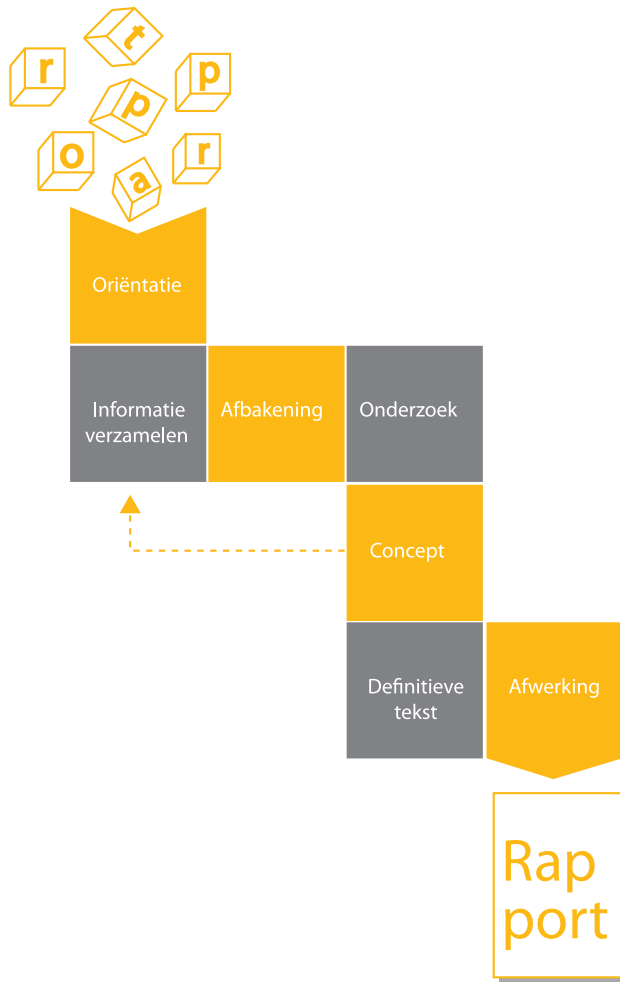 t
r
p
p
o
r
a
Oriëntatie
Informatie
verzamelen
Afbakening
Onderzoek
Concept
Definitieve
tekst
Afwerking
Rap
port